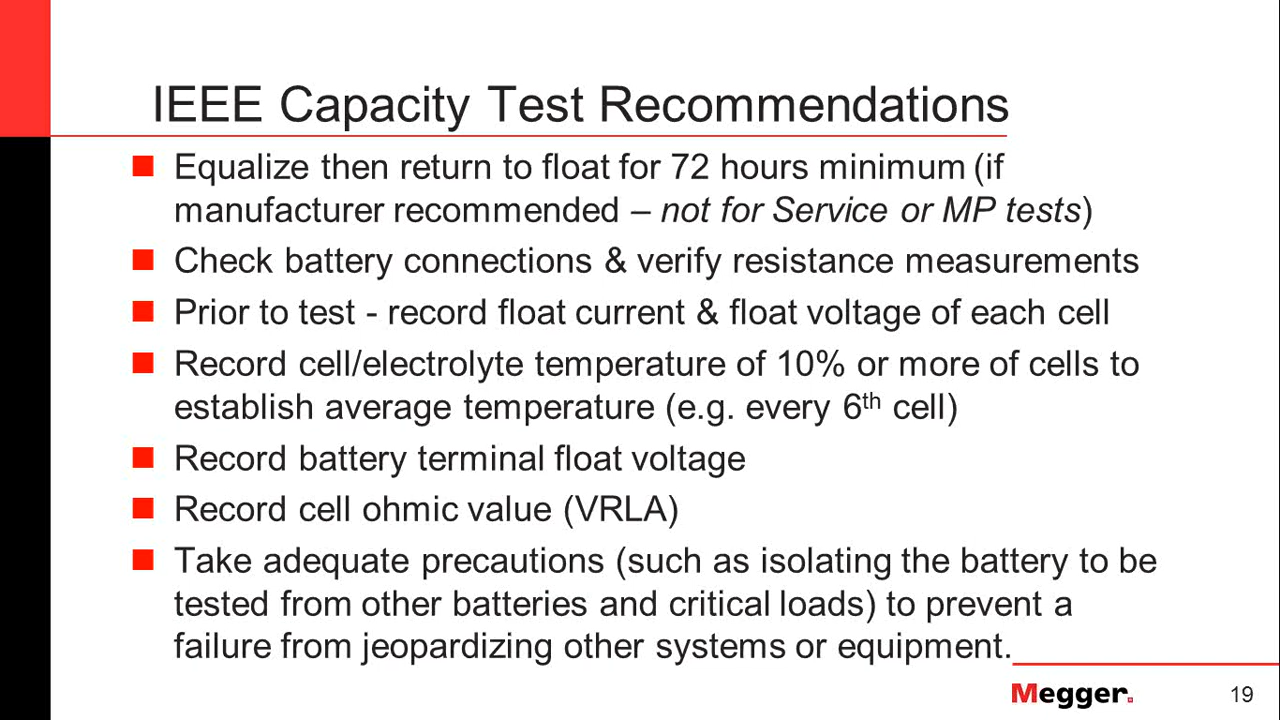 IEEE Capacity Test Recommendations
Equalize then return to float for 72 hours minimum (if
manufacturer recommended – not for Service or MP tests)
Check battery connections & verify resistance measurements
Prior to test - record float current & float voltage of each cell
Record cell/electrolyte temperature of 10% or more of cells to
establish average temperature (e.g. every 6th cell)
Record battery terminal float voltage
Record cell ohmic value (VRLA)
Take adequate precautions (such as isolating the battery to be
tested from other batteries and critical loads) to prevent a
failure from jeopardizing other systems or equipment.
Megger.
19